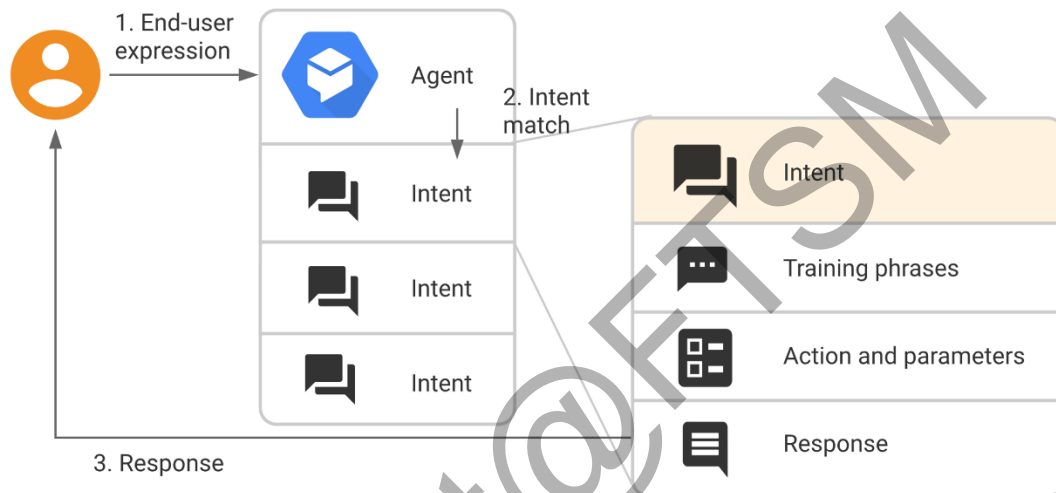 1. End-user
expression
Agent
2. Intent
match
Intent
Intent
Intent
Intent
Training phrases
Action and parameters
Response
3. Response
@FTSM